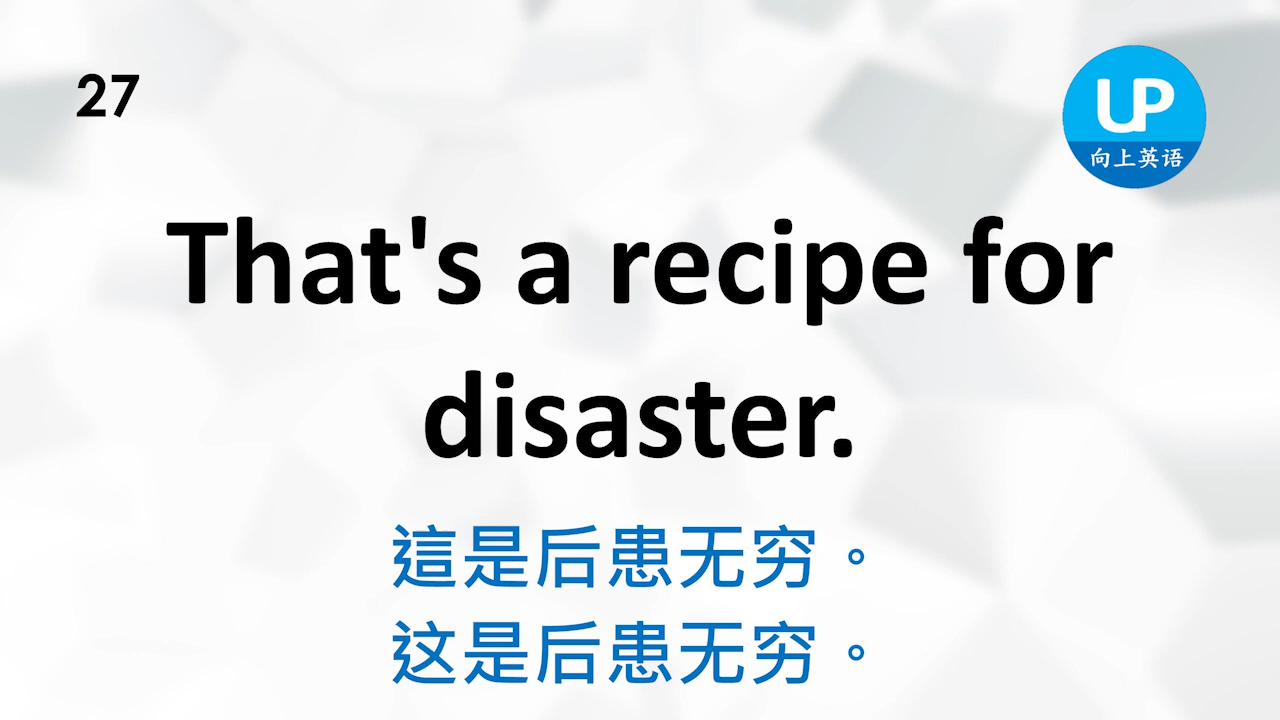 27
UP
向上英语
That's a recipe for
disaster.
這是后患无穷。
这是后患无穷。